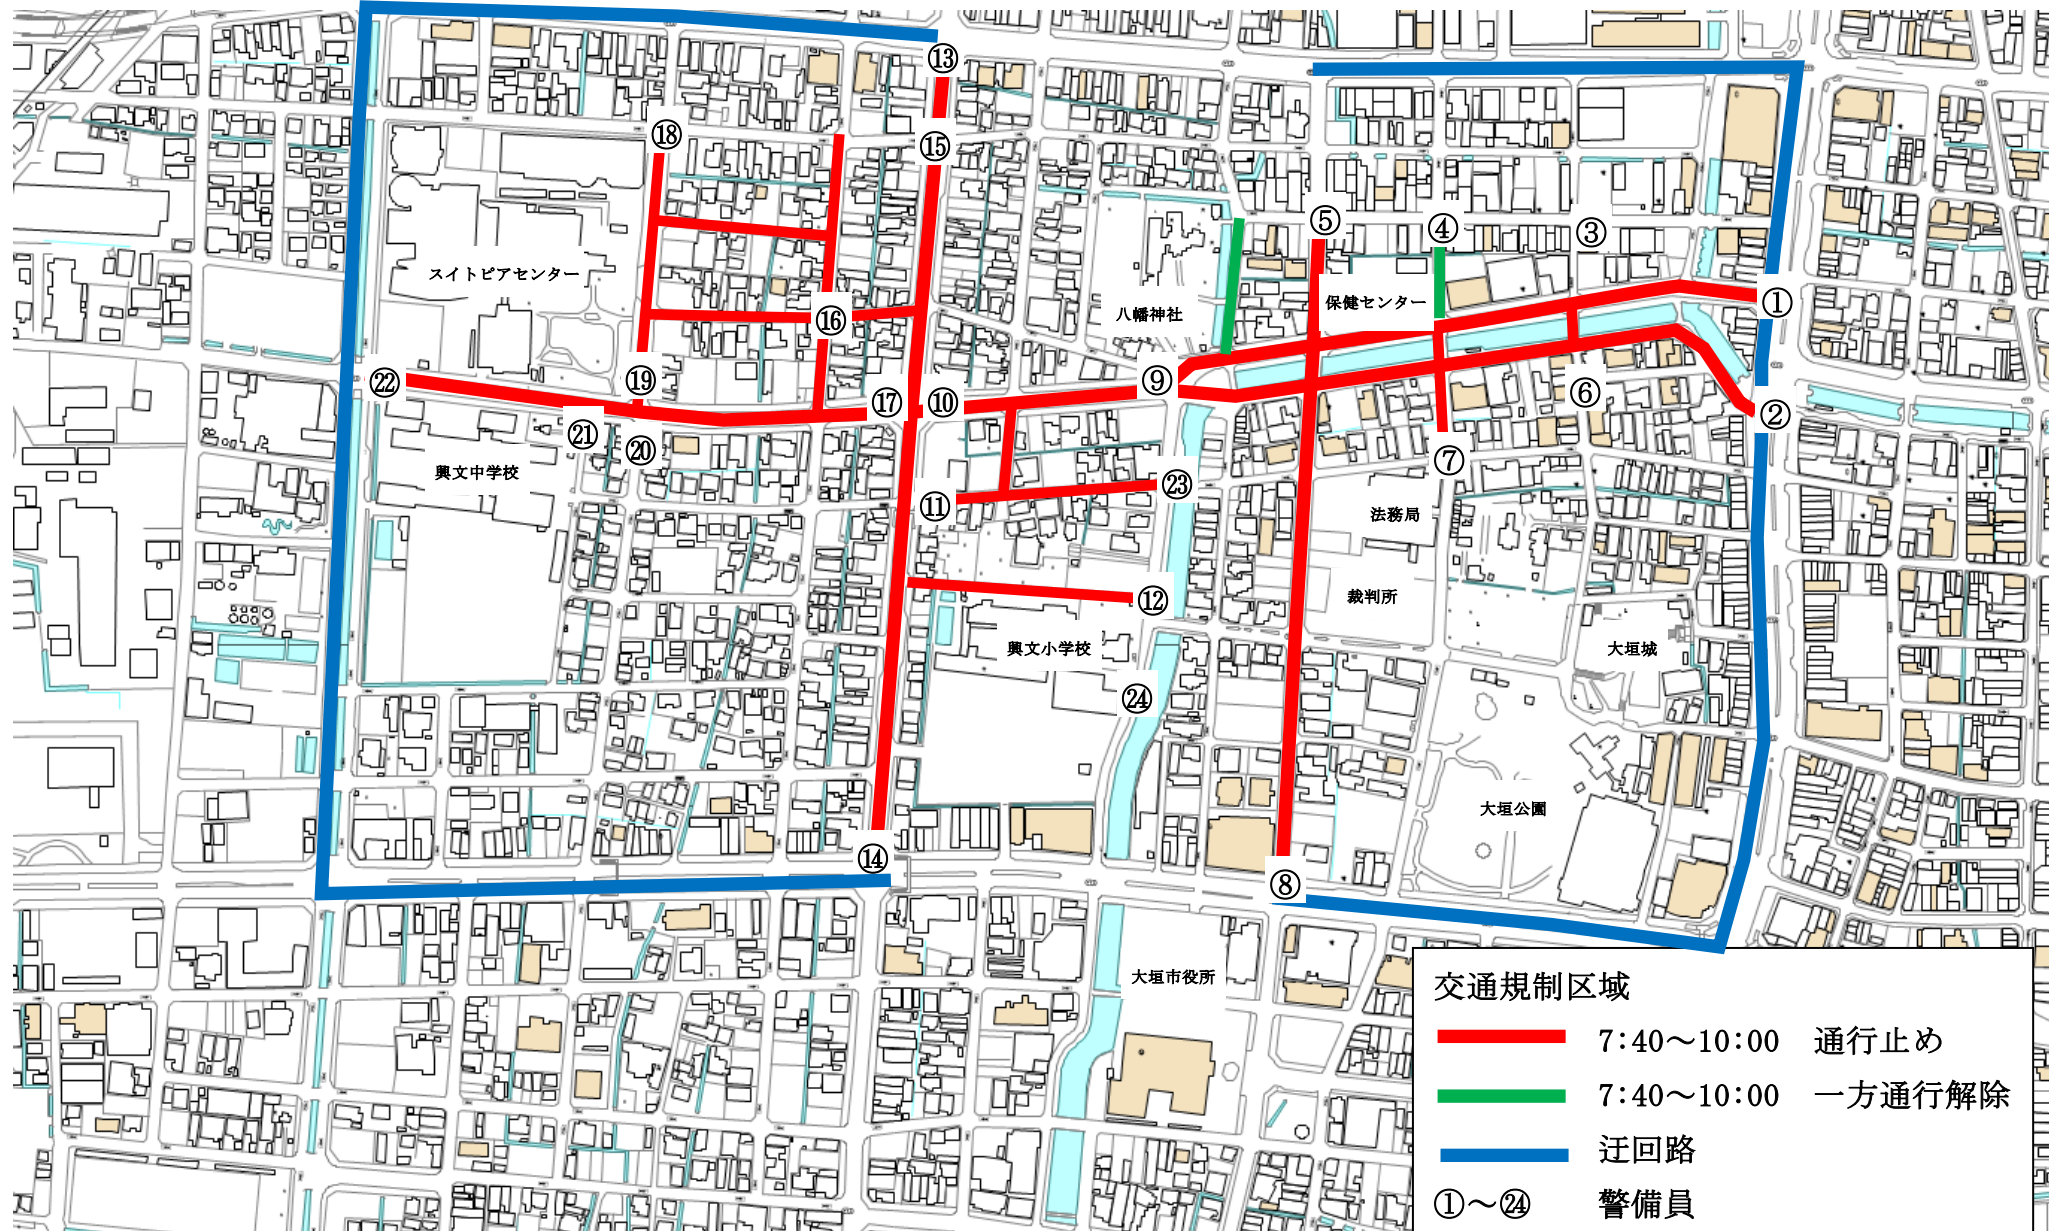 ⑬
⑱
⑮
⑤
④
③
スイトピアセンター
八幡神社
保健センター
①
⑯
㉒
⑲
⑰
⑩
⑨
⑥
②
㉑
⑳
⑦
興文中学校
㉓
⑪
法務局
裁判所
⑫
興文小学校
大垣城
㉔
大垣公園
⑭
⑧
大垣市役所
交通規制区域
7:40～10:00 通行止め
7:40～10:00 一方通行解除
迂回路
①～㉔ 警備員